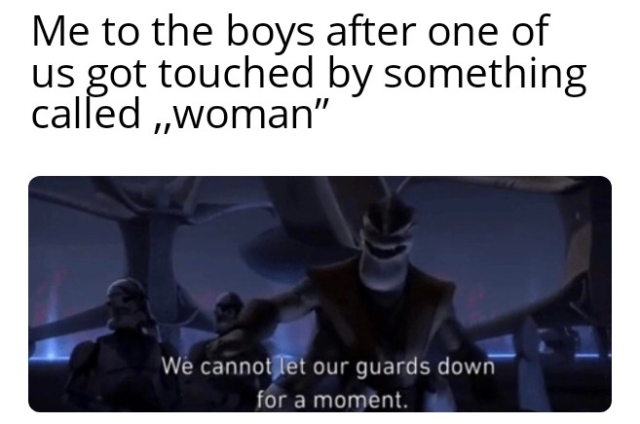 Me to the boys after one of
us got touched by something
called ,,woman”
We cannot let our guards down
for a moment.